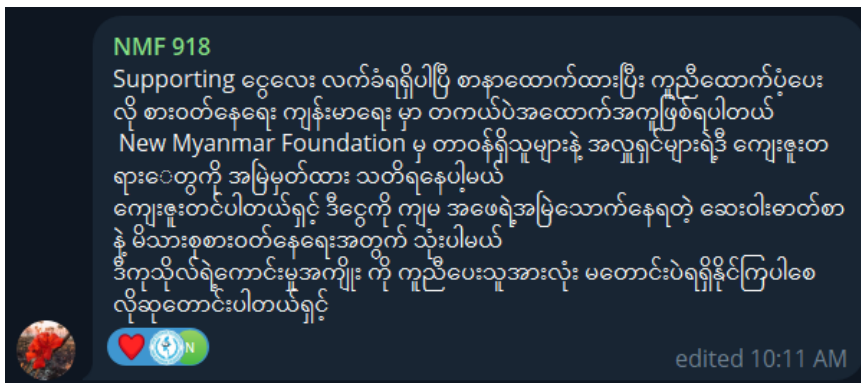 NMF 918
Supporting ငွေလေး လက်ခံရရှိပါပြီ စာနာထောက်ထားပြီး ကူညီထောက်ပံ့ပေး
လို့ စားဝတ်နေရေး ကျန်းမာရေး မှာ တကယ်ပဲအထောက်အကူဖြစ်ရပါတယ်
New Myanmar Foundation မှ တာဝန်ရှိသူများနဲ့ အလှူရှင်များရဲ့ဒီ ကျေးဇူးတ
ရားတွေကို အမြဲမှတ်ထား သတိရနေပါ့မယ်
ကျေးဇူးတင်ပါတယ်ရှင့် ဒီငွေကို ကျမ အဖေရဲ့အမြဲသောက်နေရတဲ့ ဆေးဝါးဓာတ်စာ
နဲ့ မိသားစုစားဝတ်နေရေးအတွက် သုံးပါမယ်
ဒီကုသိုလ်ရဲ့ကောင်းမှုအကျိုး ကို ကူညီပေးသူအားလုံး မတောင်းပဲရရှိနိုင်ကြပါစေ
လို့ဆုတောင်းပါတယ်ရှင့်
N
edited 10:11 AM